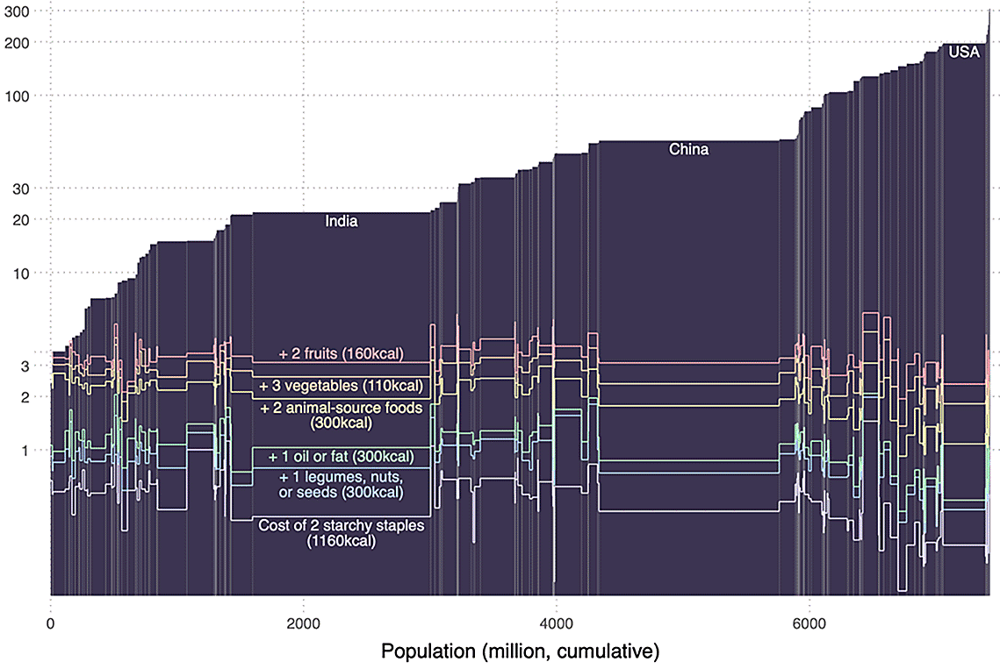 300
200
USA
100
China
30
20
India
10
+ 2 fruits (160kcal)
3
+ 3 vegetables (110kcal)
2
+ 2 animal-source foods
(300kcal)
1
+ 1 oil or fat (300kcal)
+ 1 legumes, nuts,
or seeds (300kcal)
Cost of 2 starchy staples
(1160kcal)
0 2000 4000 6000
Population (million, cumulative)